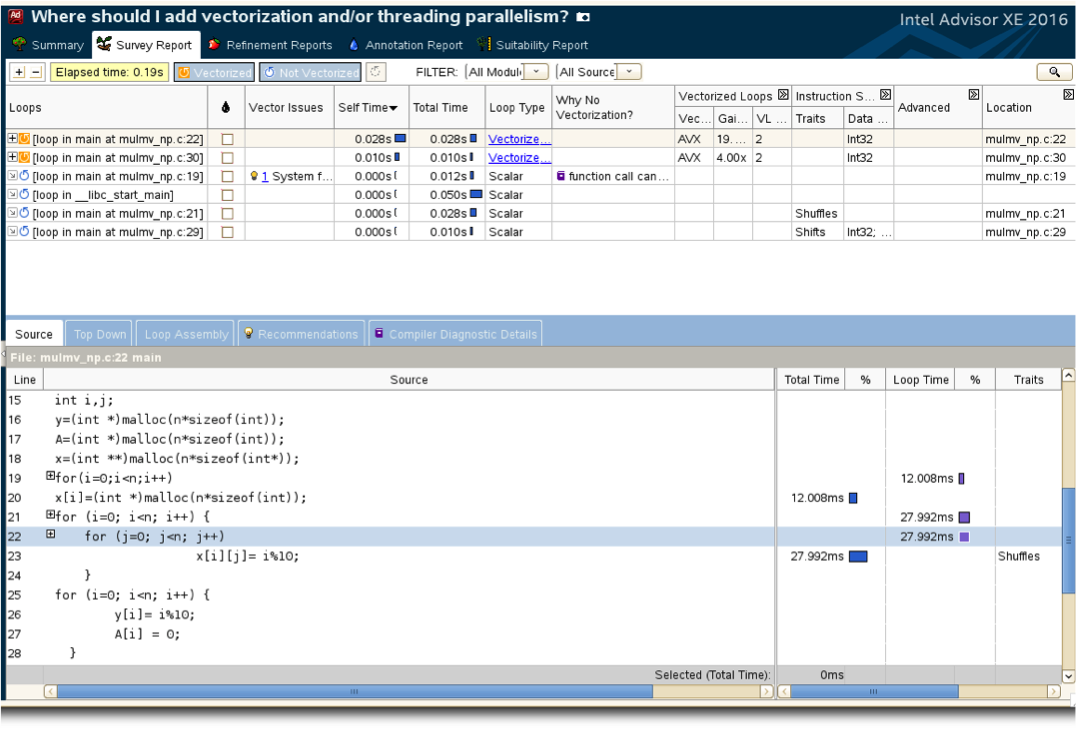 Where should I add vectorization and/or threading parallelism?
Intel Advisor XE 2016
Summary Survey Report Refinement Reports Annotation Report Suitability Report
+ - Elapsed time: 0.19s Vectorized Not Vectorized FILTER: All Modul All Source
Loops Vector Issues Self Time Total Time Loop Type Why No Vectorization? Vectorized Loops Instruction S... Advanced Location
Vec... Gai... VL ... Traits Data ...
[loop in main at mulmv_np.c:22] 0.028s 0.028s Vectorize... AVX 19.... 2 Int32 mulmv_np.c:22
[loop in main at mulmv_np.c:30] 0.010s 0.010s Vectorize... AVX 4.00x 2 Int32 mulmv_np.c:30
[loop in main at mulmv_np.c:19] 1 System f... 0.000s 0.012s Scalar function call can... mulmv_np.c:19
[loop in __libc_start_main] 0.000s 0.050s Scalar
[loop in main at mulmv_np.c:21] 0.000s 0.028s Scalar Shuffles mulmv_np.c:21
[loop in main at mulmv_np.c:29] 0.000s 0.010s Scalar Shifts Int32; ... mulmv_np.c:29
Source Top Down Loop Assembly Recommendations Compiler Diagnostic Details
File: mulmv_np.c:22 main
Line Source Total Time % Loop Time % Traits
15 int i,j;
16 y=(int *)malloc(n*sizeof(int));
17 A=(int *)malloc(n*sizeof(int));
18 x=(int **)malloc(n*sizeof(int*));
19 for(i=0;i<n;i++) 12.008ms
20 x[i]=(int *)malloc(n*sizeof(int)); 12.008ms
21 for (i=0; i<n; i++) { 27.992ms
22 for (j=0; j<n; j++) 27.992ms
23 x[i][j]= i%10; 27.992ms Shuffles
24 }
25 for (i=0; i<n; i++) {
26 y[i]= i%10;
27 A[i] = 0;
28 }
Selected (Total Time): 0ms